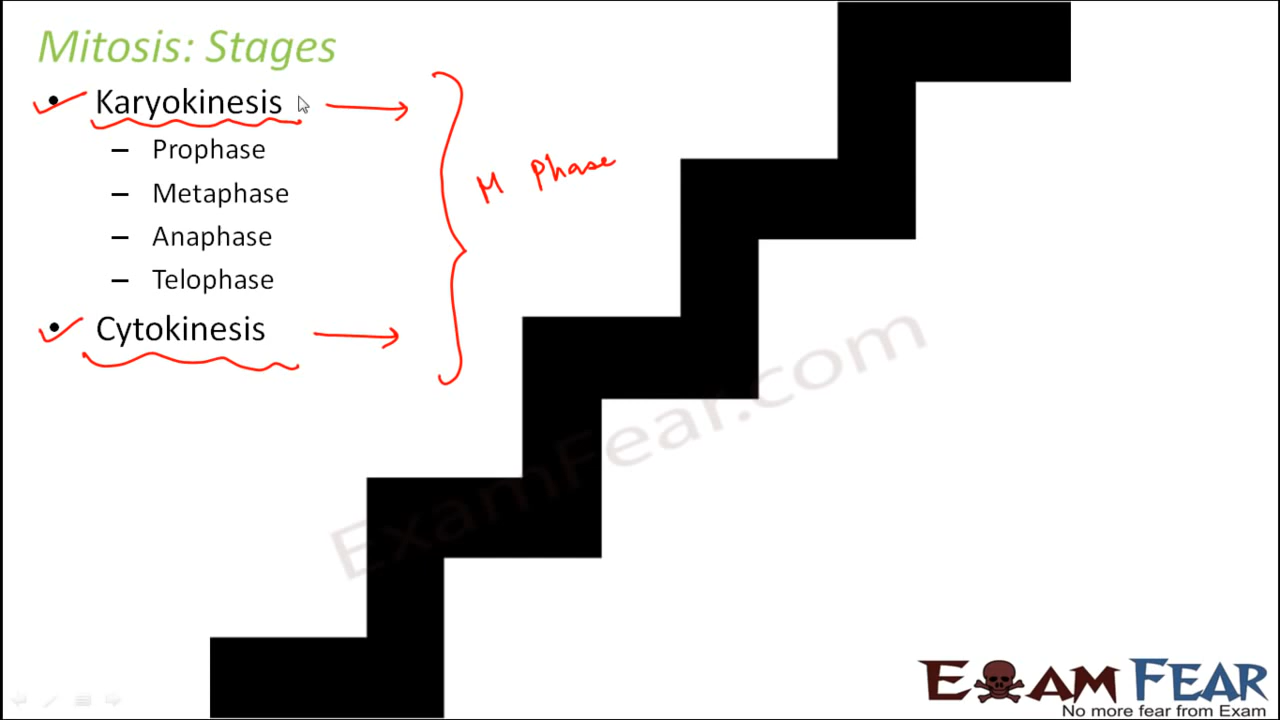 Mitosis: Stages
• Karyokinesis
– Prophase
– Metaphase
– Anaphase
– Telophase
• Cytokinesis
M Phase
ExamFear.com
EXAM FEAR
No more fear from Exam